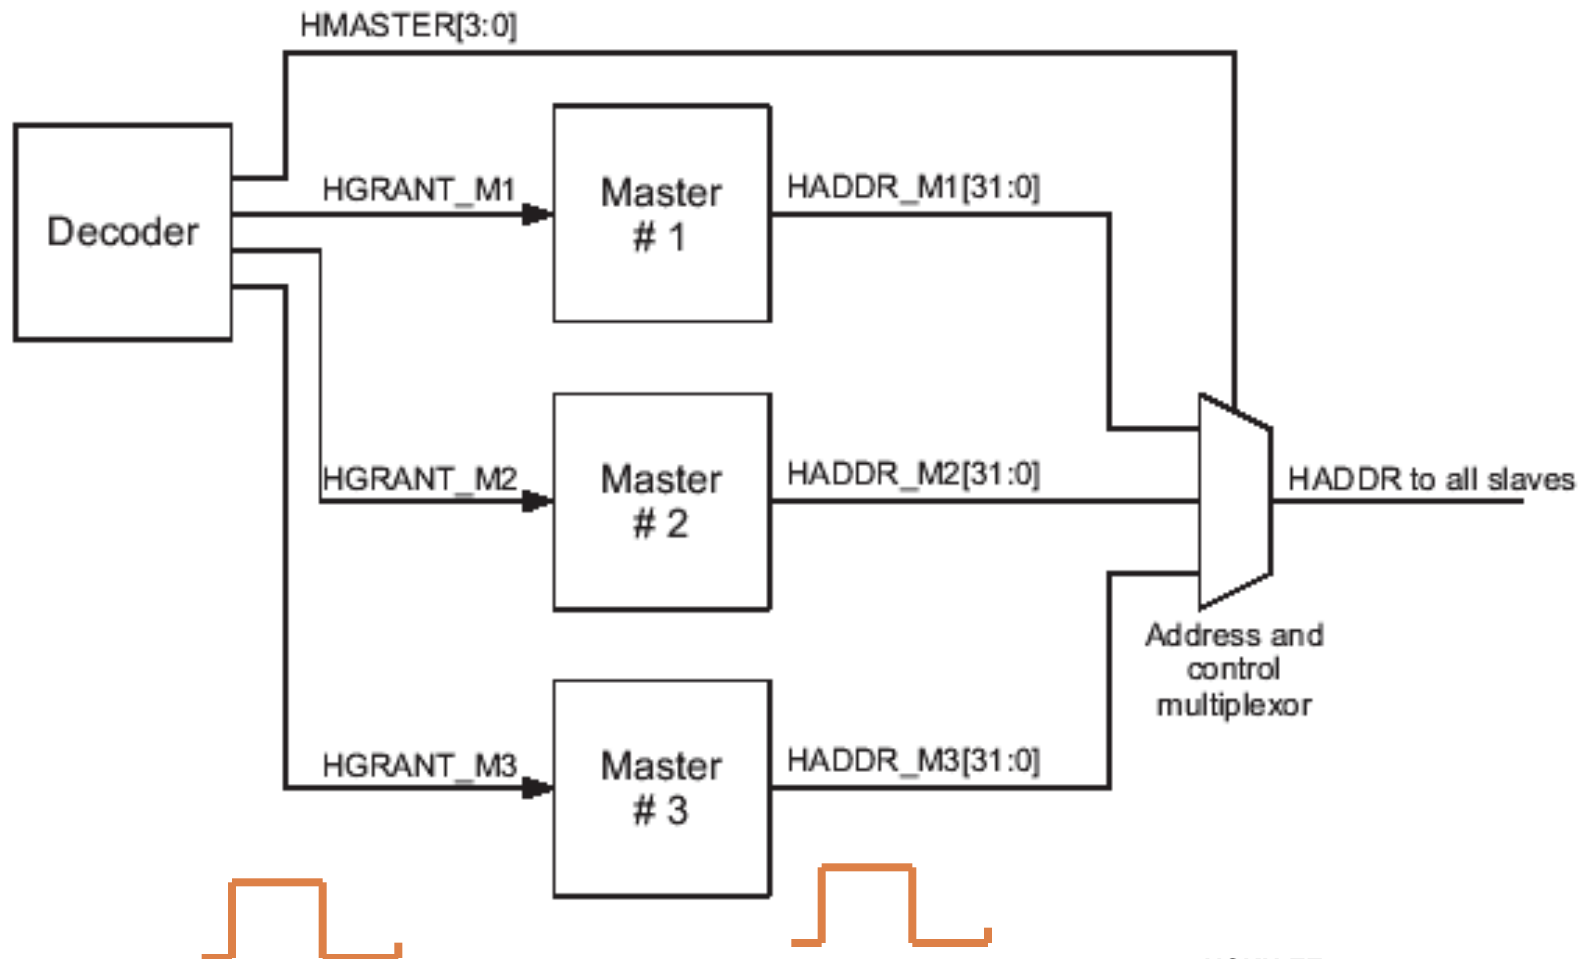 HMASTER[3:0]
Decoder
HGRANT_M1
Master
# 1
HADDR_M1[31:0]
HGRANT_M2
Master
# 2
HADDR_M2[31:0]
HADDR to all slaves
Address and
control
multiplexor
HGRANT_M3
Master
# 3
HADDR_M3[31:0]